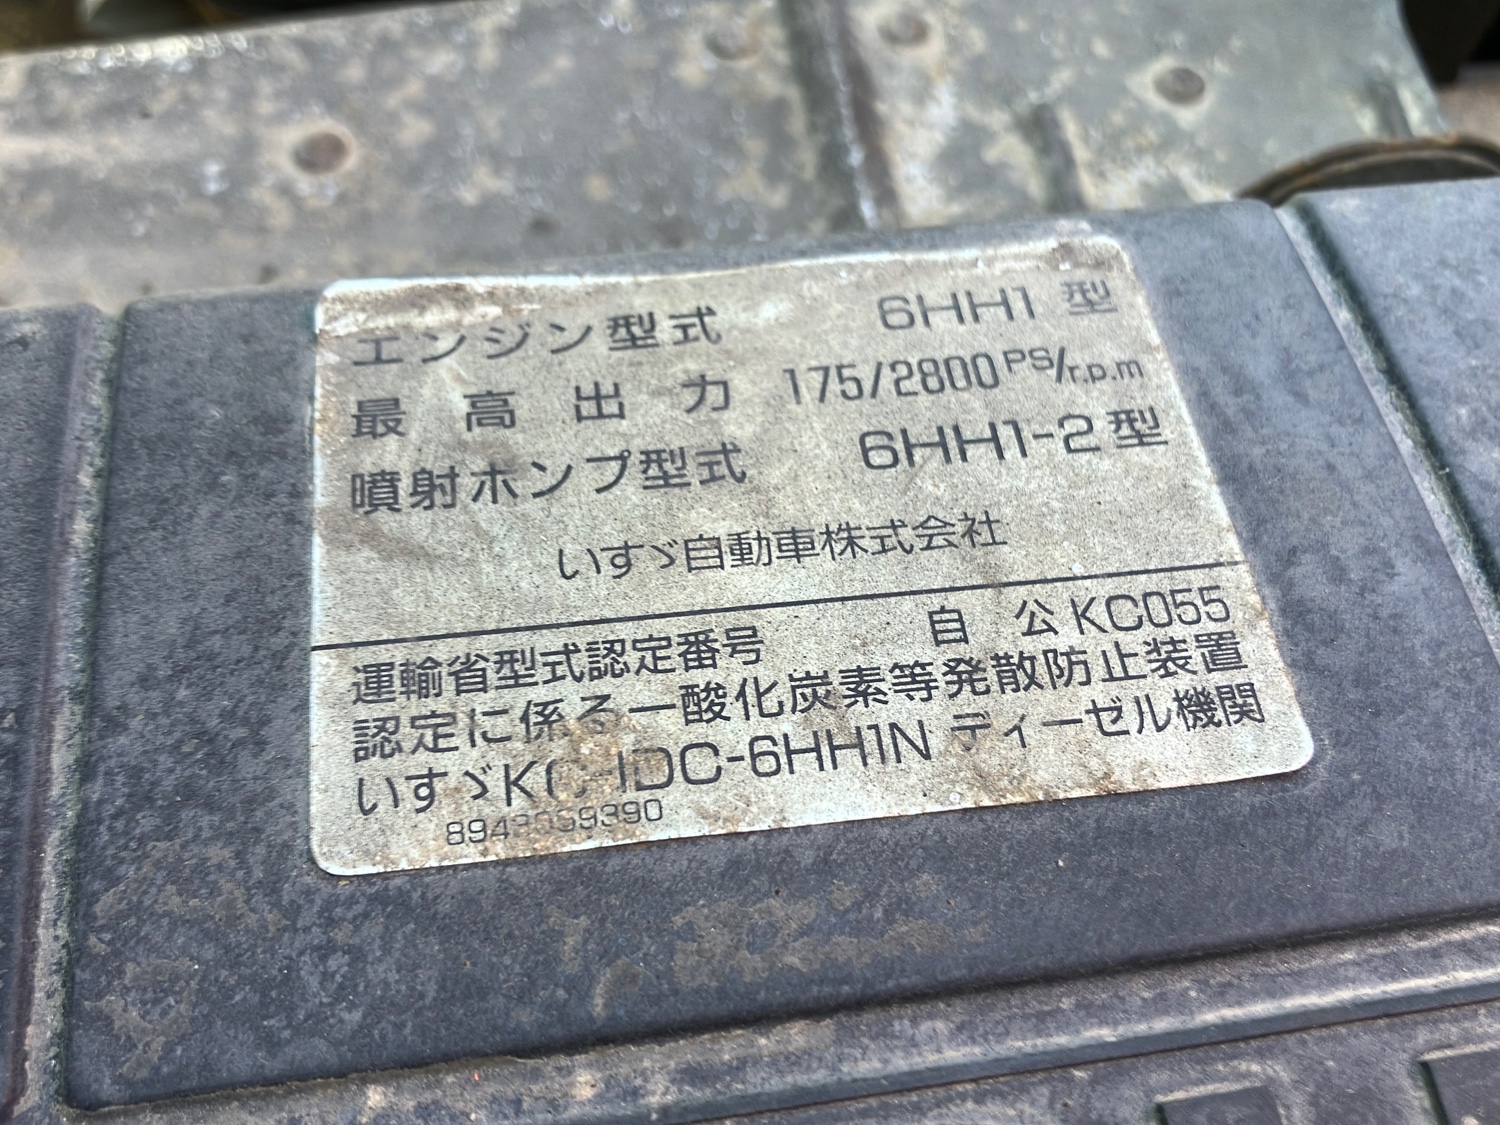 エンジン型式 6HH1 型
最高出力 175/2800 PS/r.p.m
噴射ポンプ型式 6HH1-2 型
いすゞ自動車株式会社
運輸省型式認定番号 自 公 KC055
認定に係る一酸化炭素等発散防止装置
いすゞKC-IDC-6HH1N ディーゼル機関